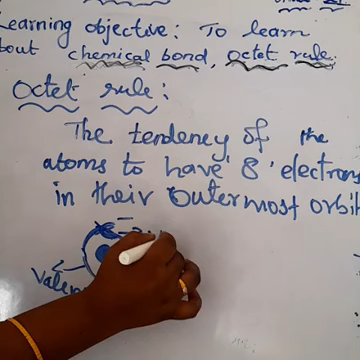 Learning objective: To learn
about chemical bond, Octet rule.
Octet rule:
The tendency of the
atoms to have '8' electrons
in their Outermost orbit
Valen